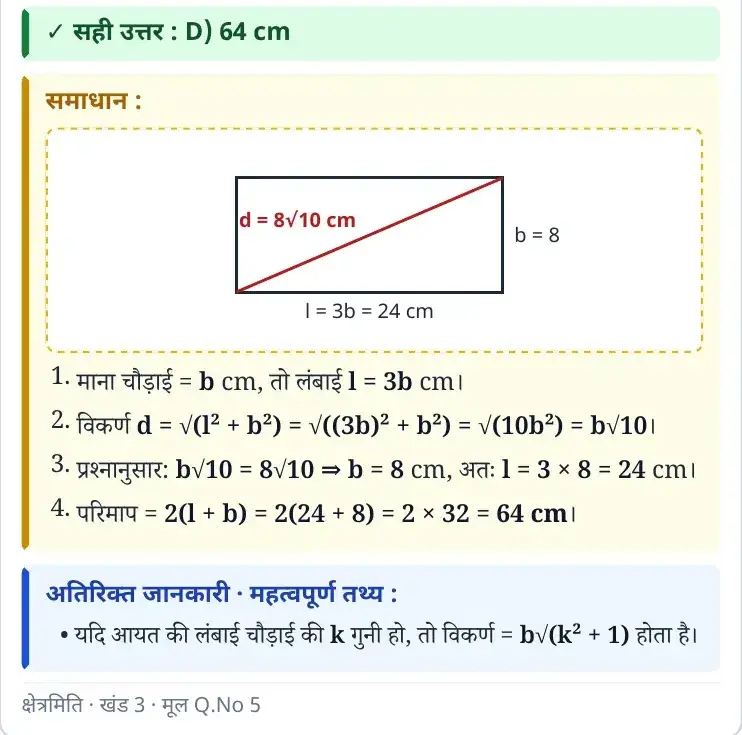 ✓ सही उत्तर : D) 64 cm
समाधान :
d = 8√10 cm
b = 8
l = 3b = 24 cm
1. माना चौड़ाई = b cm, तो लंबाई l = 3b cm।
2. विकर्ण d = √(l² + b²) = √((3b)² + b²) = √(10b²) = b√10।
3. प्रश्नानुसार: b√10 = 8√10 ⇒ b = 8 cm, अतः l = 3 × 8 = 24 cm।
4. परिमाप = 2(l + b) = 2(24 + 8) = 2 × 32 = 64 cm।
अतिरिक्त जानकारी · महत्वपूर्ण तथ्य :
• यदि आयत की लंबाई चौड़ाई की k गुनी हो, तो विकर्ण = b√(k² + 1) होता है।
क्षेत्रमिति · खंड 3 · मूल Q.No 5